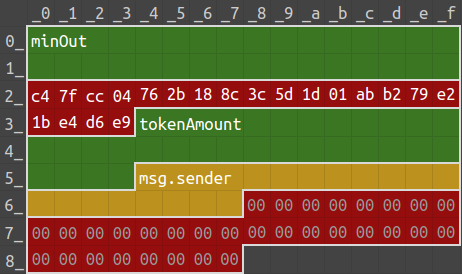 _0 _1 _2 _3 _4 _5 _6 _7 _8 _9 _a _b _c _d _e _f
0_ minOut
1_
2_ c4 7f cc 04 76 2b 18 8c 3c 5d 1d 01 ab b2 79 e2
3_ 1b e4 d6 e9 tokenAmount
4_
5_ msg.sender
6_ 00 00 00 00 00 00 00 00
7_ 00 00 00 00 00 00 00 00 00 00 00 00 00 00 00 00
8_ 00 00 00 00 00 00 00 00